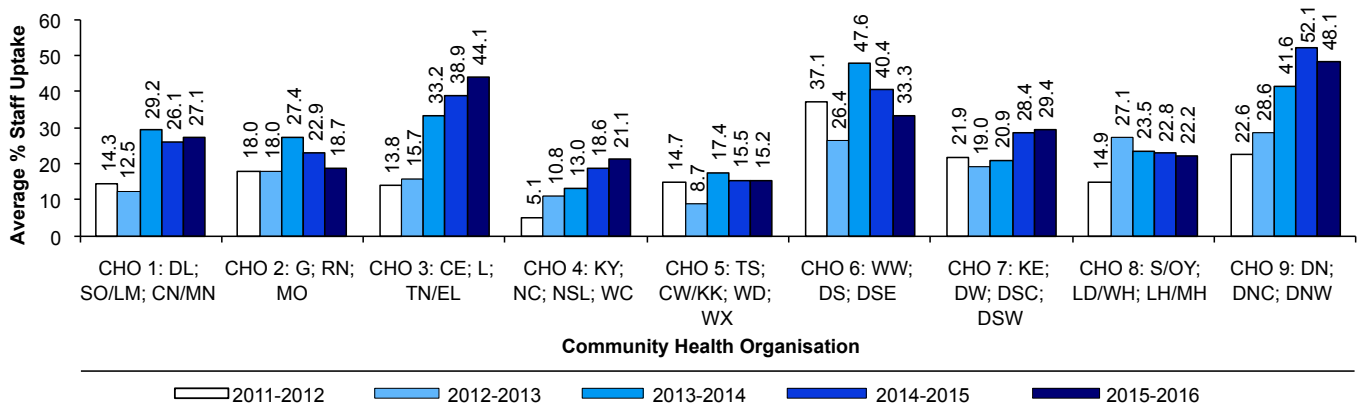 Average % Staff Uptake
60
50
40
30
20
10
0
14.3 12.5 29.2 26.1 27.1
18.0 18.0 27.4 22.9 18.7
13.8 15.7 33.2 38.9 44.1
5.1 10.8 13.0 18.6 21.1
14.7 8.7 17.4 15.5 15.2
37.1 26.4 47.6 40.4 33.3
21.9 19.0 20.9 28.4 29.4
14.9 27.1 23.5 22.8 22.2
22.6 28.6 41.6 52.1 48.1
CHO 1: DL;
SO/LM; CN/MN
CHO 2: G; RN;
MO
CHO 3: CE; L;
TN/EL
CHO 4: KY;
NC; NSL; WC
CHO 5: TS;
CW/KK; WD;
WX
CHO 6: WW;
DS; DSE
CHO 7: KE;
DW; DSC;
DSW
CHO 8: S/OY;
LD/WH; LH/MH
CHO 9: DN;
DNC; DNW
Community Health Organisation
2011-2012 2012-2013 2013-2014 2014-2015 2015-2016